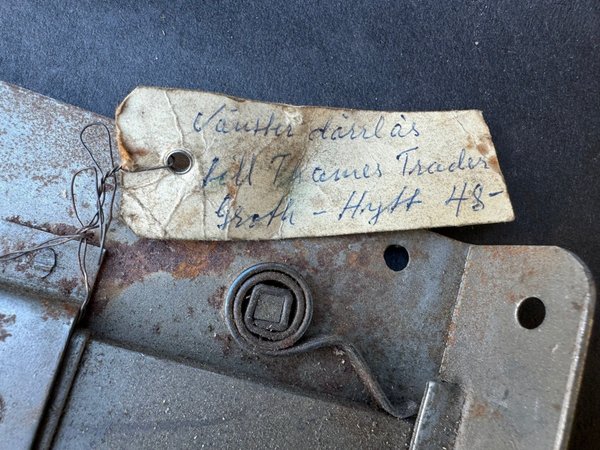 Vänster dörrlås
till Thames Trader
Groth - Hytt 48-